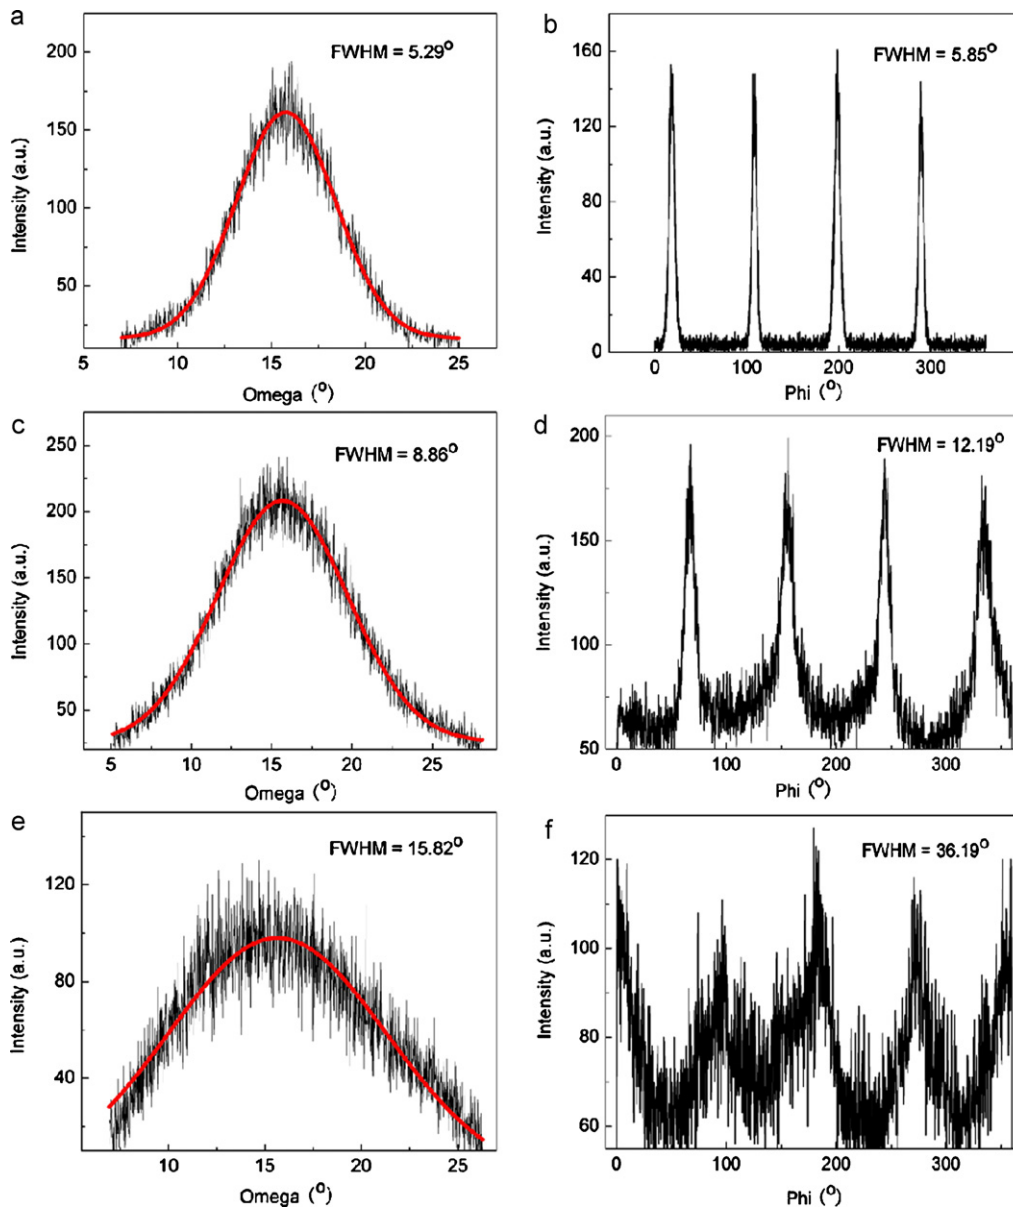 a
FWHM = 5.29°
200
150
100
50
5
10
15
20
25
Intensity (a.u.)
Omega (°)
b
FWHM = 5.85°
160
120
80
40
0
0
100
200
300
Intensity (a.u.)
Phi (°)
c
FWHM = 8.86°
250
200
150
100
50
5
10
15
20
25
Intensity (a.u.)
Omega (°)
d
FWHM = 12.19°
200
150
100
50
0
100
200
300
Intensity (a.u.)
Phi (°)
e
FWHM = 15.82°
120
80
40
10
15
20
25
Intensity (a.u.)
Omega (°)
f
FWHM = 36.19°
120
100
80
60
0
100
200
300
Intensity (a.u.)
Phi (°)